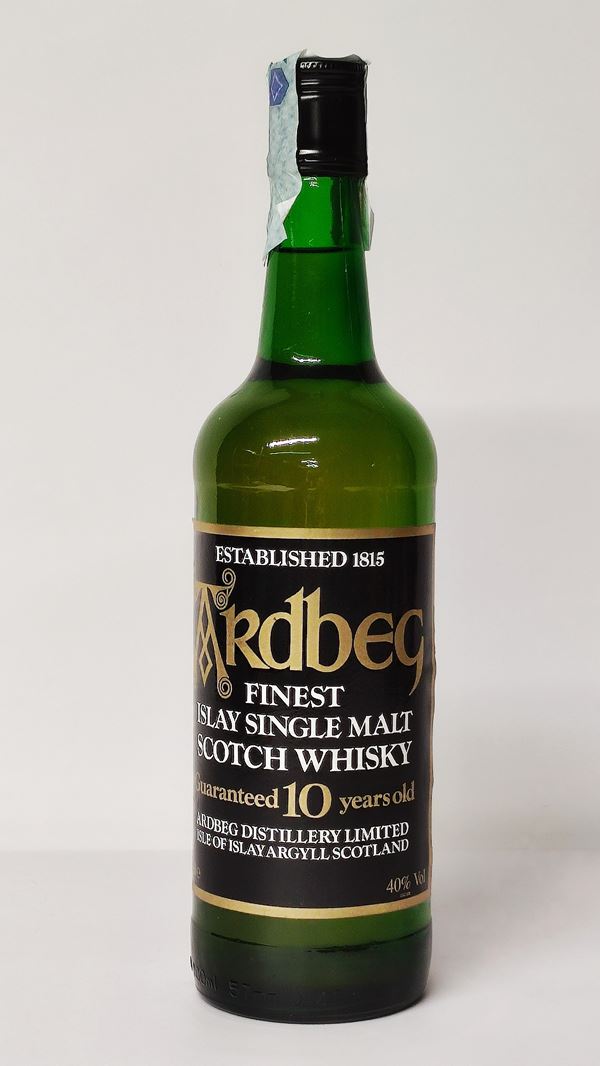 ESTABLISHED 1815
Ardbeg
FINEST
ISLAY SINGLE MALT
SCOTCH WHISKY
Guaranteed 10 years old
ARDBEG DISTILLERY LIMITED
ISLE OF ISLAY ARGYLL SCOTLAND
e 40% Vol